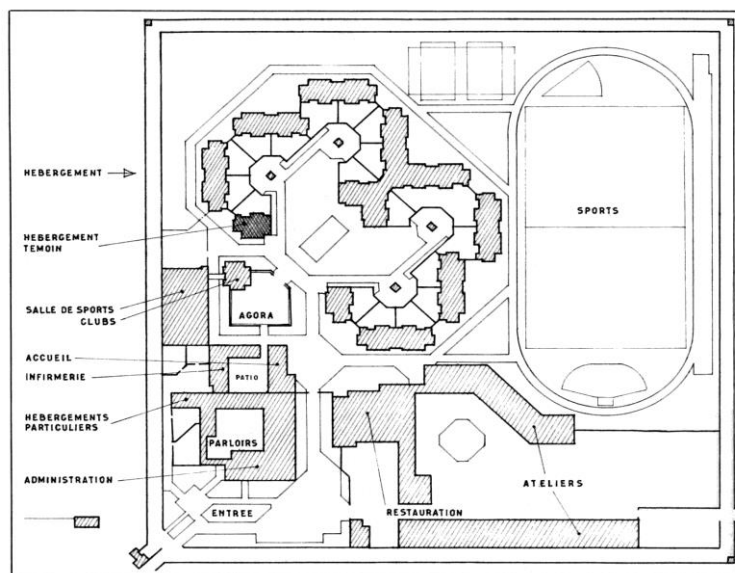 HEBERGEMENT
HEBERGEMENT
TEMOIN
SALLE DE SPORTS
CLUBS
AGORA
SPORTS
ACCUEIL
INFIRMERIE
PATIO
HEBERGEMENTS
PARTICULIERS
PARLOIRS
ADMINISTRATION
ATELIERS
ENTREE
RESTAURATION